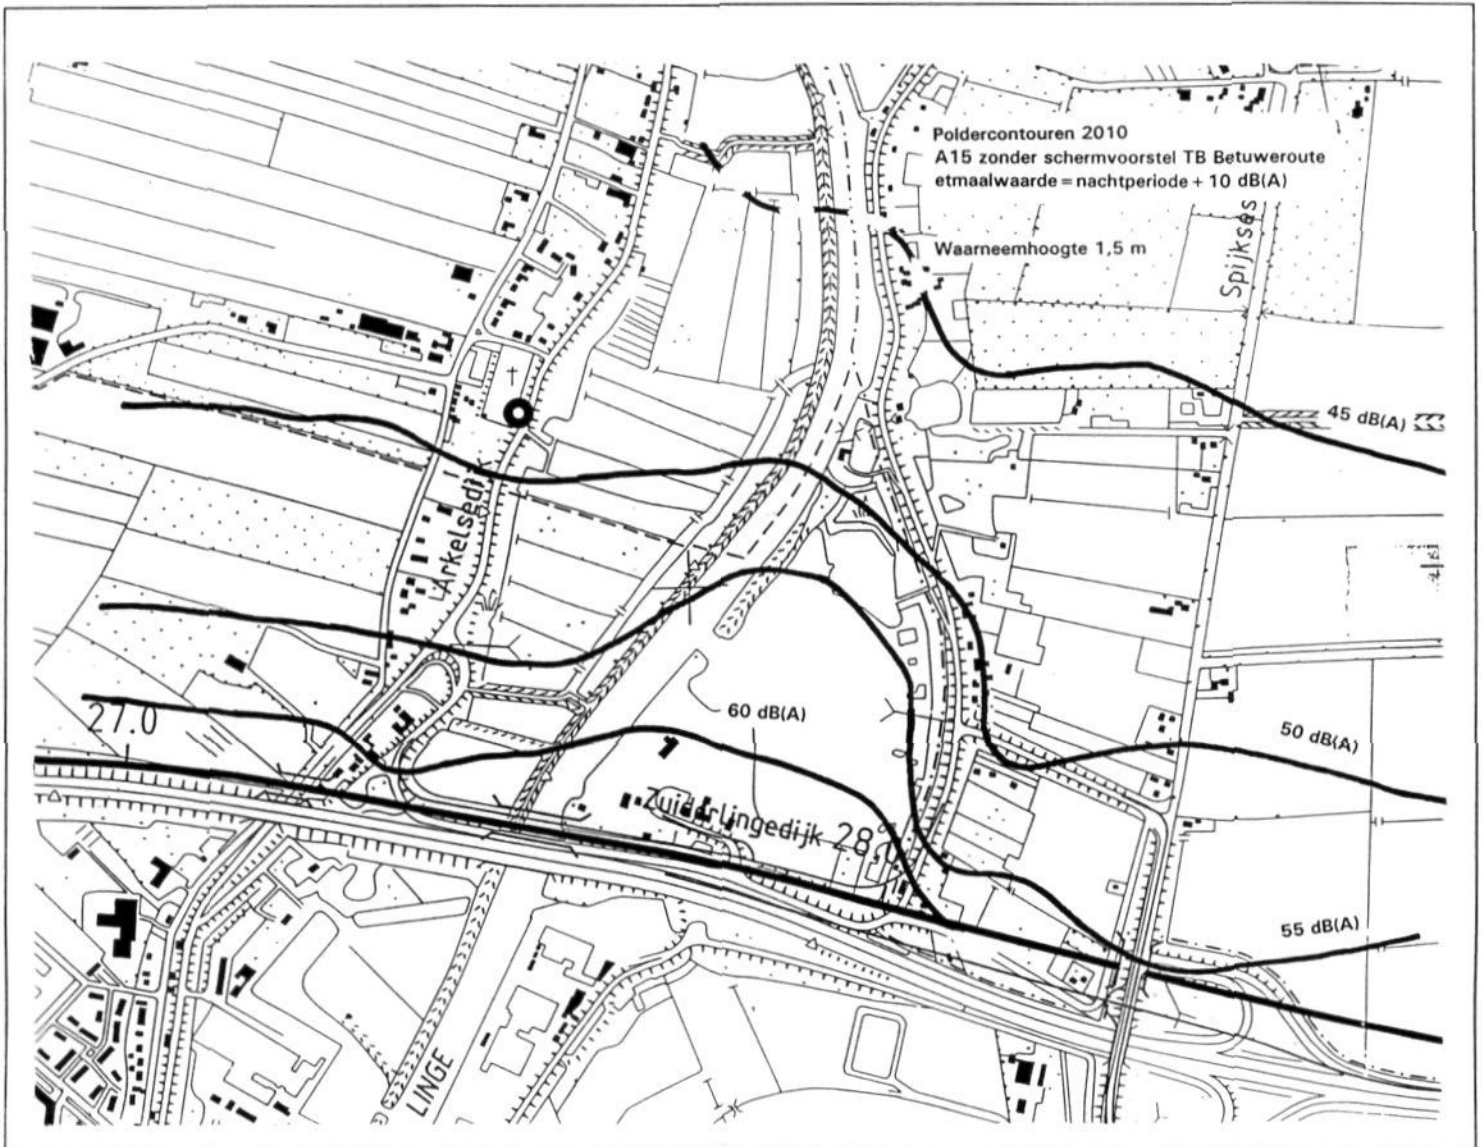 Poldercontouren 2010
A15 zonder schermvoorstel TB Betuweroute
etmaalwaarde = nachtperiode + 10 dB(A)
Waarneemhoogte 1,5 m
Spijkses
45 dB(A)
Arkelsedijk
27.0
60 dB(A)
50 dB(A)
Zuiderlingedijk 28.0
55 dB(A)
LINGE